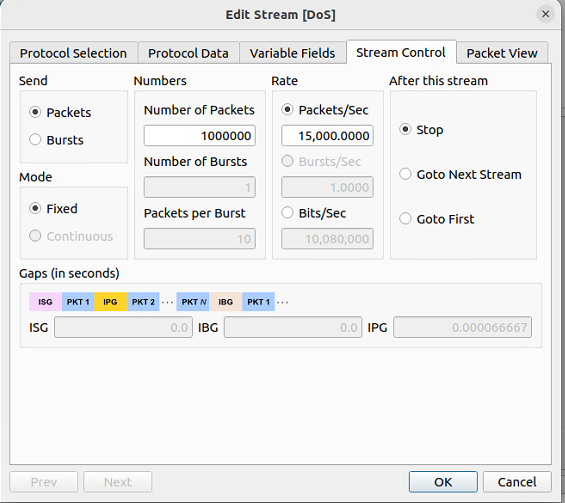 Edit Stream [DoS]
Protocol Selection Protocol Data Variable Fields Stream Control Packet View
Send
Packets
Bursts
Mode
Fixed
Continuous
Numbers
Number of Packets
1000000
Number of Bursts
1
Packets per Burst
10
Rate
Packets/Sec
15,000.0000
Bursts/Sec
1.0000
Bits/Sec
10,080,000
After this stream
Stop
Goto Next Stream
Goto First
Gaps (in seconds)
ISG PKT 1 IPG PKT 2 ... PKT N IBG PKT 1 ...
ISG 0.0 IBG 0.0 IPG 0.000066667
Prev Next OK Cancel